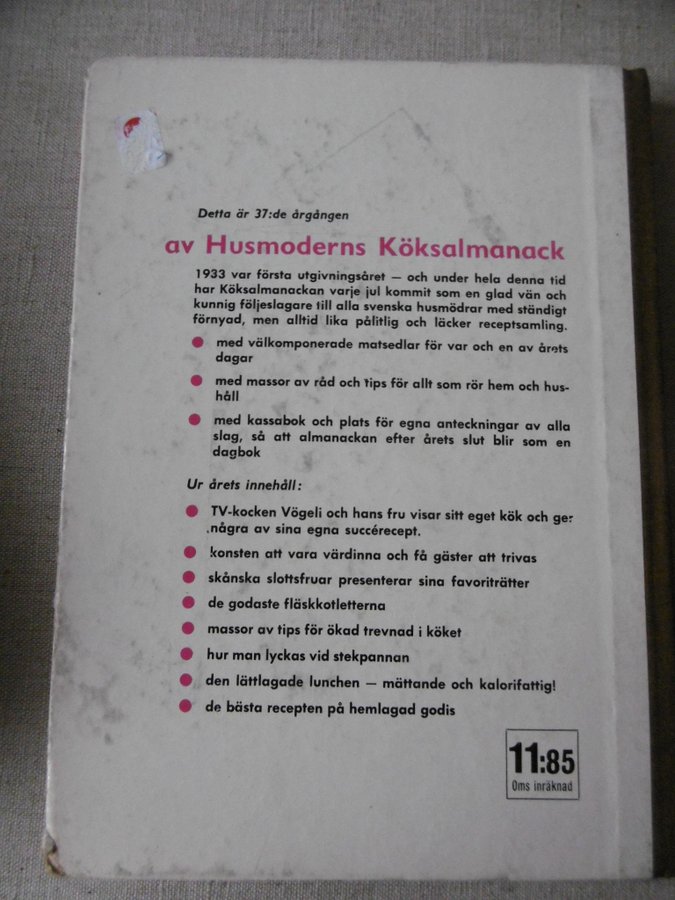 Detta är 37:de årgången
av Husmoderns Köksalmanack
1933 var första utgivningsåret – och under hela denna tid
har Köksalmanackan varje jul kommit som en glad vän och
kunnig följeslagare till alla svenska husmödrar med ständigt
förnyad, men alltid lika pålitlig och läcker receptsamling.
● med välkomponerade matsedlar för var och en av årets
dagar
● med massor av råd och tips för allt som rör hem och hus-
håll
● med kassabok och plats för egna anteckningar av alla
slag, så att almanackan efter årets slut blir som en
dagbok
Ur årets innehåll:
● TV-kocken Vögeli och hans fru visar sitt eget kök och ger
några av sina egna succérecept.
● konsten att vara värdinna och få gäster att trivas
● skånska slottsfruar presenterar sina favoriträtter
● de godaste fläskkotletterna
● massor av tips för ökad trevnad i köket
● hur man lyckas vid stekpannan
● den lättlagade lunchen – mättande och kalorifattig!
● de bästa recepten på hemlagad godis
11:85
Oms inräknad